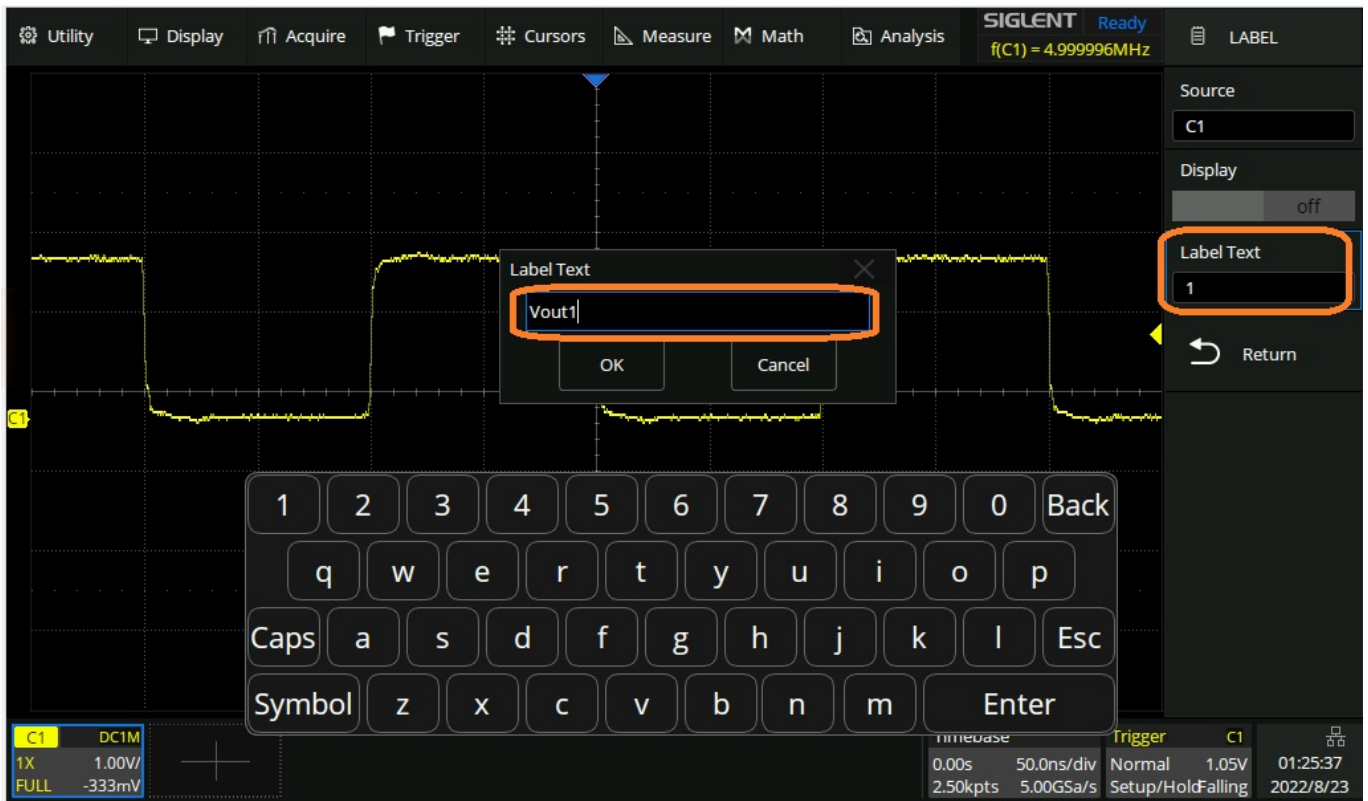 Utility Display Acquire Trigger Cursors Measure Math Analysis
SIGLENT Ready
f(C1) = 4.999996MHz
LABEL
Source
C1
Display
off
Label Text
1
Return
Label Text
Vout1
OK Cancel
C1
1 2 3 4 5 6 7 8 9 0 Back
q w e r t y u i o p
Caps a s d f g h j k l Esc
Symbol z x c v b n m Enter
C1 DC1M
1X 1.00V/
FULL -333mV
Timebase
0.00s 50.0ns/div
2.50kpts 5.00GSa/s
Trigger C1
Normal 1.05V
Setup/Hold Falling
01:25:37
2022/8/23